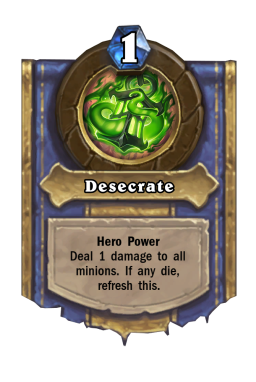 1
Desecrate
Hero Power
Deal 1 damage to all
minions. If any die,
refresh this.